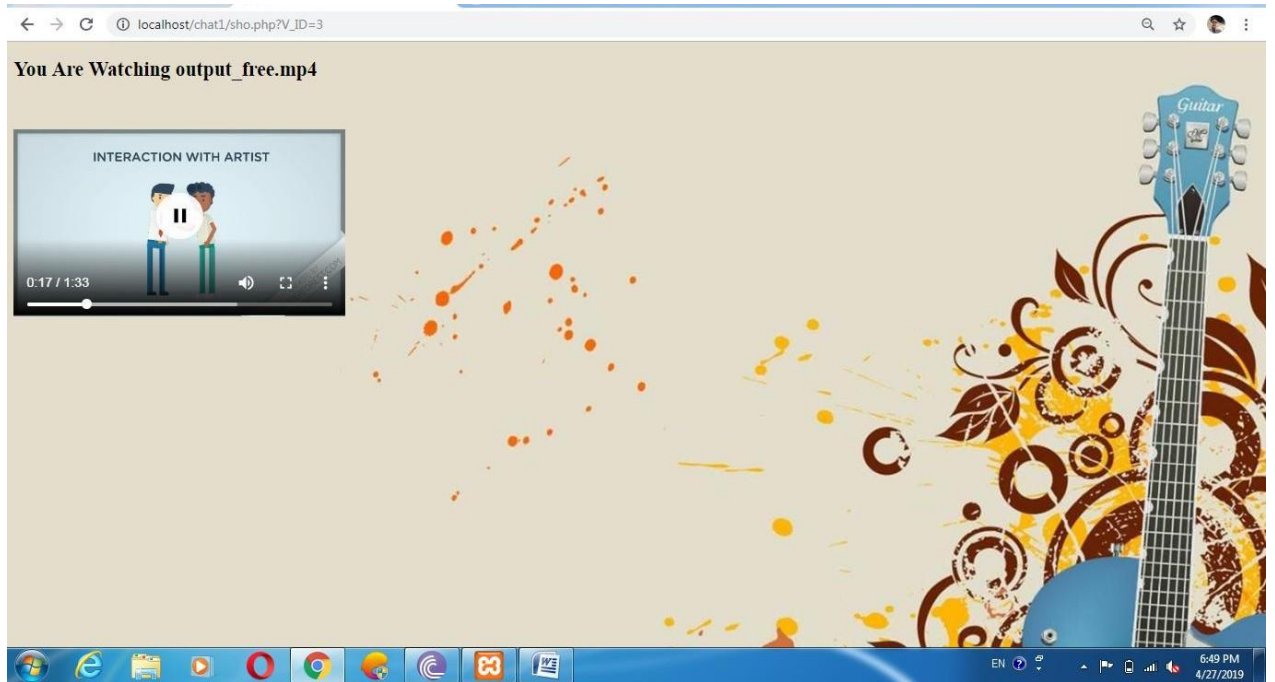 localhost/chat1/sho.php?V_ID=3
You Are Watching output_free.mp4
INTERACTION WITH ARTIST
0:17 / 1:33
Guitar
EN
6:49 PM
4/27/2019